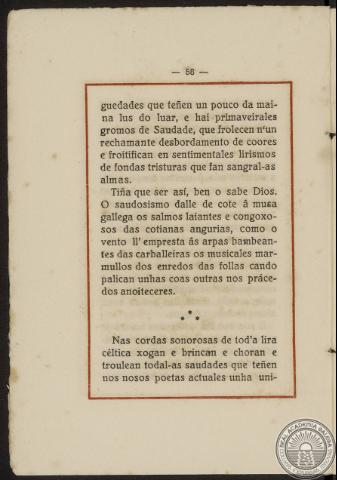 — 58 —
guedades que teñen un pouco da mai-
na lus do luar, e hai primaveirales
gromos de Saudade, que frolecen n'un
rechamante desbordamento de coores
e froitifican en sentimentales lirismos
de fondas tristuras que fan sangral-as
almas.
Tiña que ser así, ben o sabe Dios.
O saudosismo dalle de cote â musa
gallega os salmos laiantes e congoxo-
sos das cotianas angurias, como o
vento ll' empresta âs arpas bambean-
tes das carballeiras os musicales mar-
mullos dos enredos das follas cando
palican unhas coas outras nos práce-
dos anoiteceres.
* * *
Nas cordas sonorosas de tod'a lira
céltica xogan e brincan e choran e
troulean todal-as saudades que teñen
nos nosos poetas actuales unha uni-
REAL ACADEMIA GALEGA